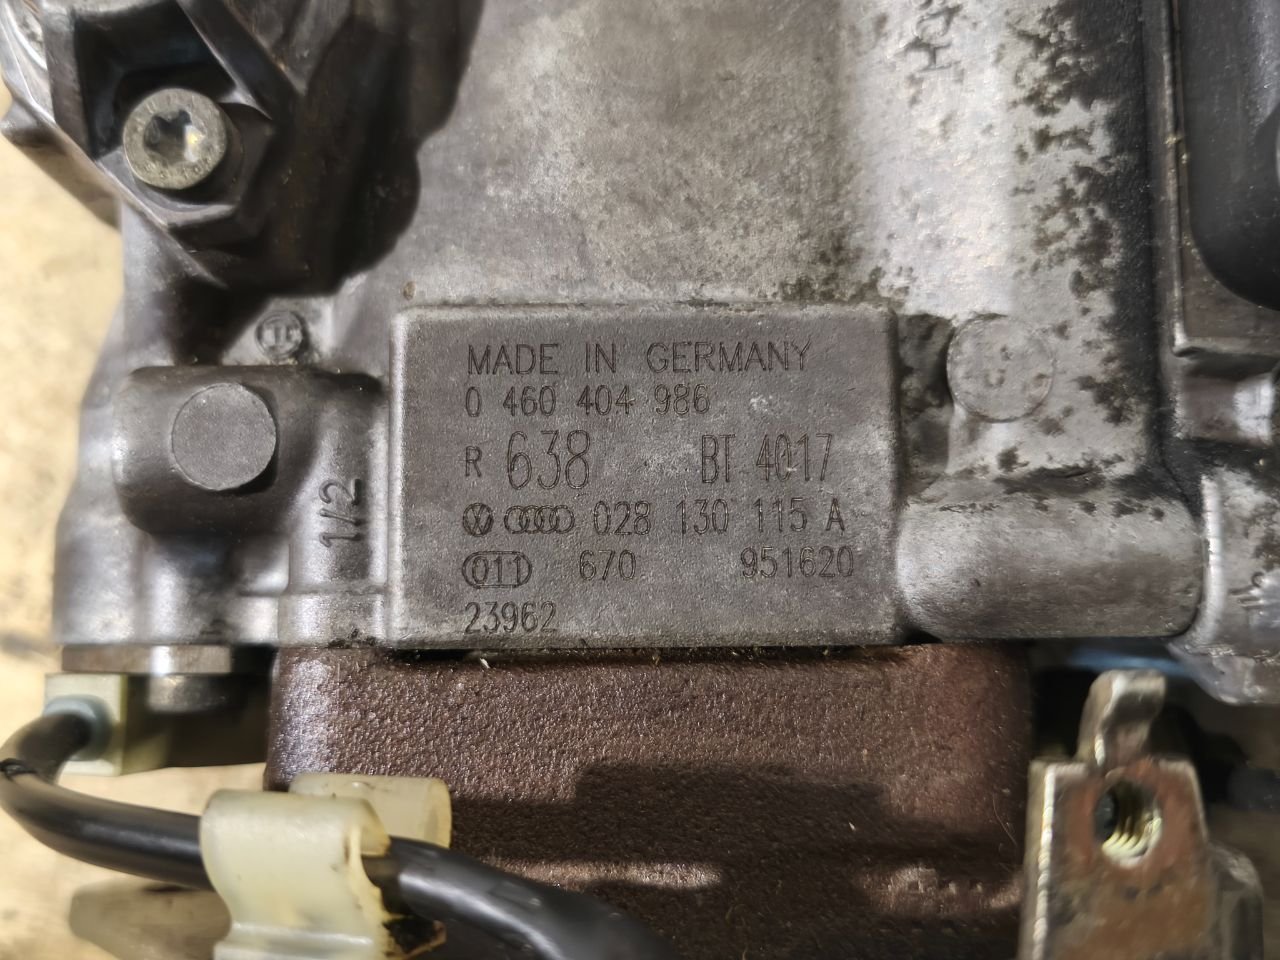 MADE IN GERMANY
0 460 404 986
R 638 BT 4017
028 130 115 A
011 670 951620
23962
1/2